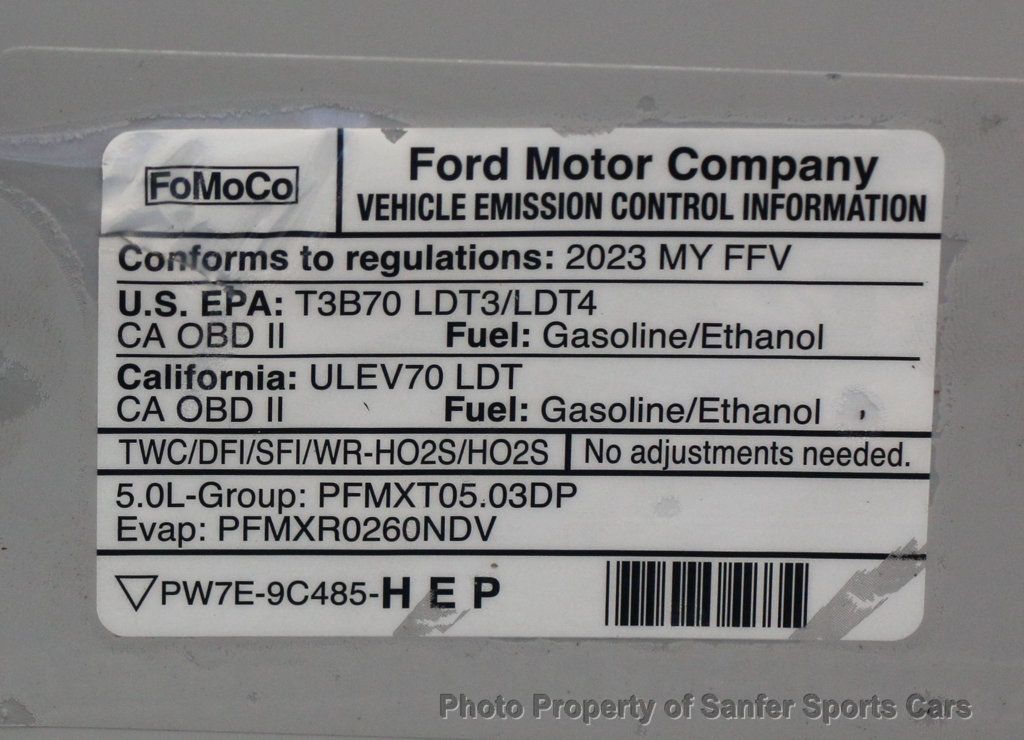 FoMoCo
Ford Motor Company
VEHICLE EMISSION CONTROL INFORMATION
Conforms to regulations: 2023 MY FFV
U.S. EPA: T3B70 LDT3/LDT4
CA OBD II Fuel: Gasoline/Ethanol
California: ULEV70 LDT
CA OBD II Fuel: Gasoline/Ethanol
TWC/DFI/SFI/WR-HO2S/HO2S No adjustments needed.
5.0L-Group: PFMXT05.03DP
Evap: PFMXR0260NDV
PW7E-9C485-H E P
Photo Property of Sanfer Sports Cars